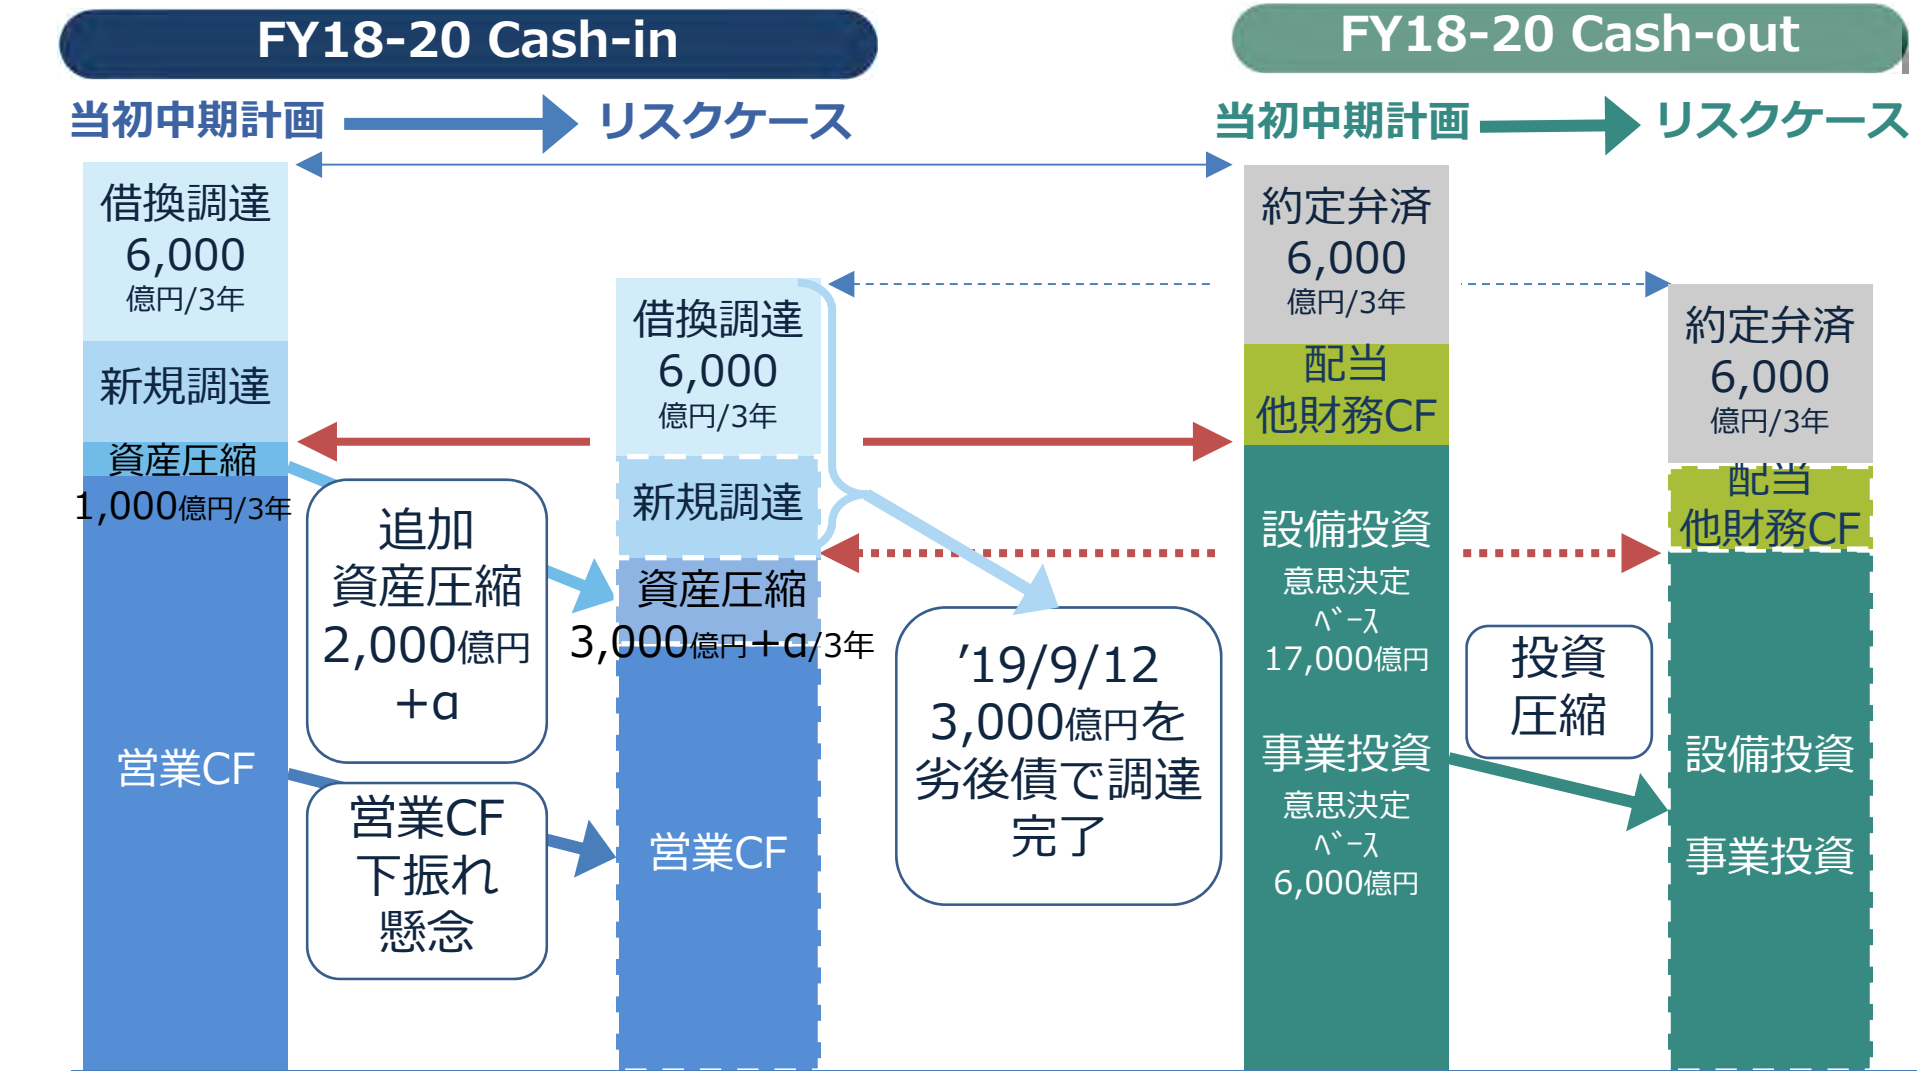 FY18-20 Cash-in
当初中期計画
リスクケース
借換調達
6,000
億円/3年
新規調達
資産圧縮
1,000億円/3年
営業CF
追加
資産圧縮
2,000億円
+α
営業CF
下振れ
懸念
借換調達
6,000
億円/3年
新規調達
資産圧縮
3,000億円+α/3年
営業CF
’19/9/12
3,000億円を
劣後債で調達
完了
FY18-20 Cash-out
当初中期計画
リスクケース
約定弁済
6,000
億円/3年
配当
他財務CF
設備投資
意思決定
ﾍﾞｰｽ
17,000億円
事業投資
意思決定
ﾍﾞｰｽ
6,000億円
投資
圧縮
約定弁済
6,000
億円/3年
配当
他財務CF
設備投資
事業投資